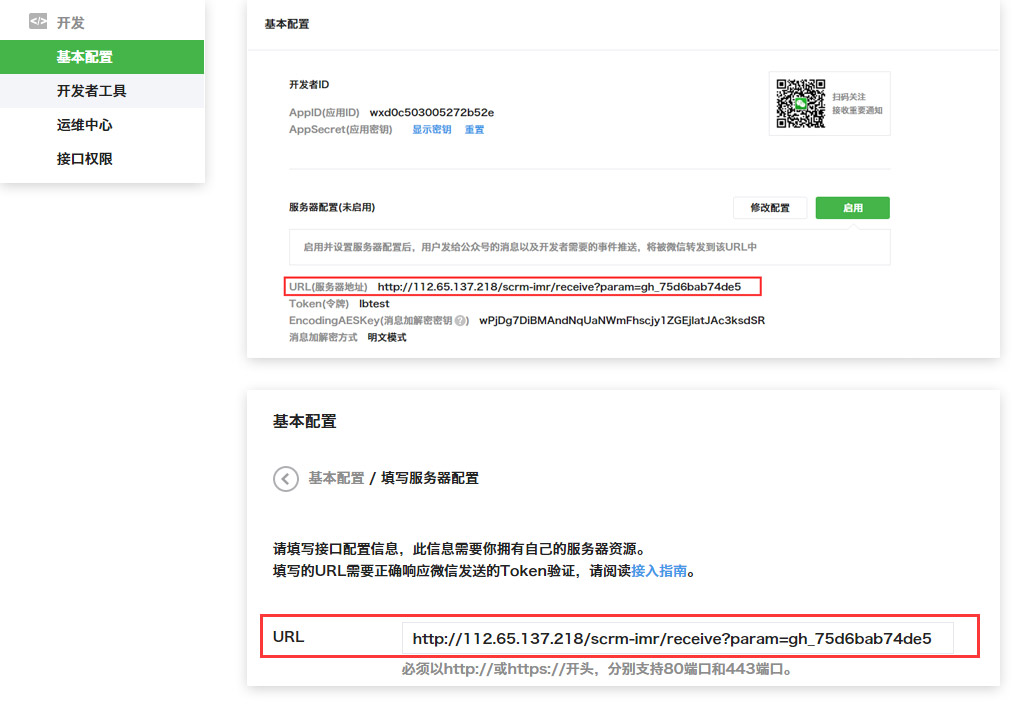 </> 开发
基本配置
开发者工具
运维中心
接口权限
基本配置
开发者ID
AppID(应用ID) wxd0c503005272b52e
AppSecret(应用密钥) 显示密钥 重置
扫码关注
接收重要通知
服务器配置(未启用)
修改配置
启用
启用并设置服务器配置后，用户发给公众号的消息以及开发者需要的事件推送，将被微信转发到该URL中
URL(服务器地址) http://112.65.137.218/scrm-imr/receive?param=gh_75d6bab74de5
Token(令牌) lbtest
EncodingAESKey(消息加解密密钥?) wPjDg7DiBMAndNqUaNWmFhscjy1ZGEjlatJAc3ksdSR
消息加解密方式 明文模式
基本配置
基本配置 / 填写服务器配置
请填写接口配置信息，此信息需要你拥有自己的服务器资源。
填写的URL需要正确响应微信发送的Token验证，请阅读接入指南。
URL http://112.65.137.218/scrm-imr/receive?param=gh_75d6bab74de5
必须以http://或https://开头，分别支持80端口和443端口。